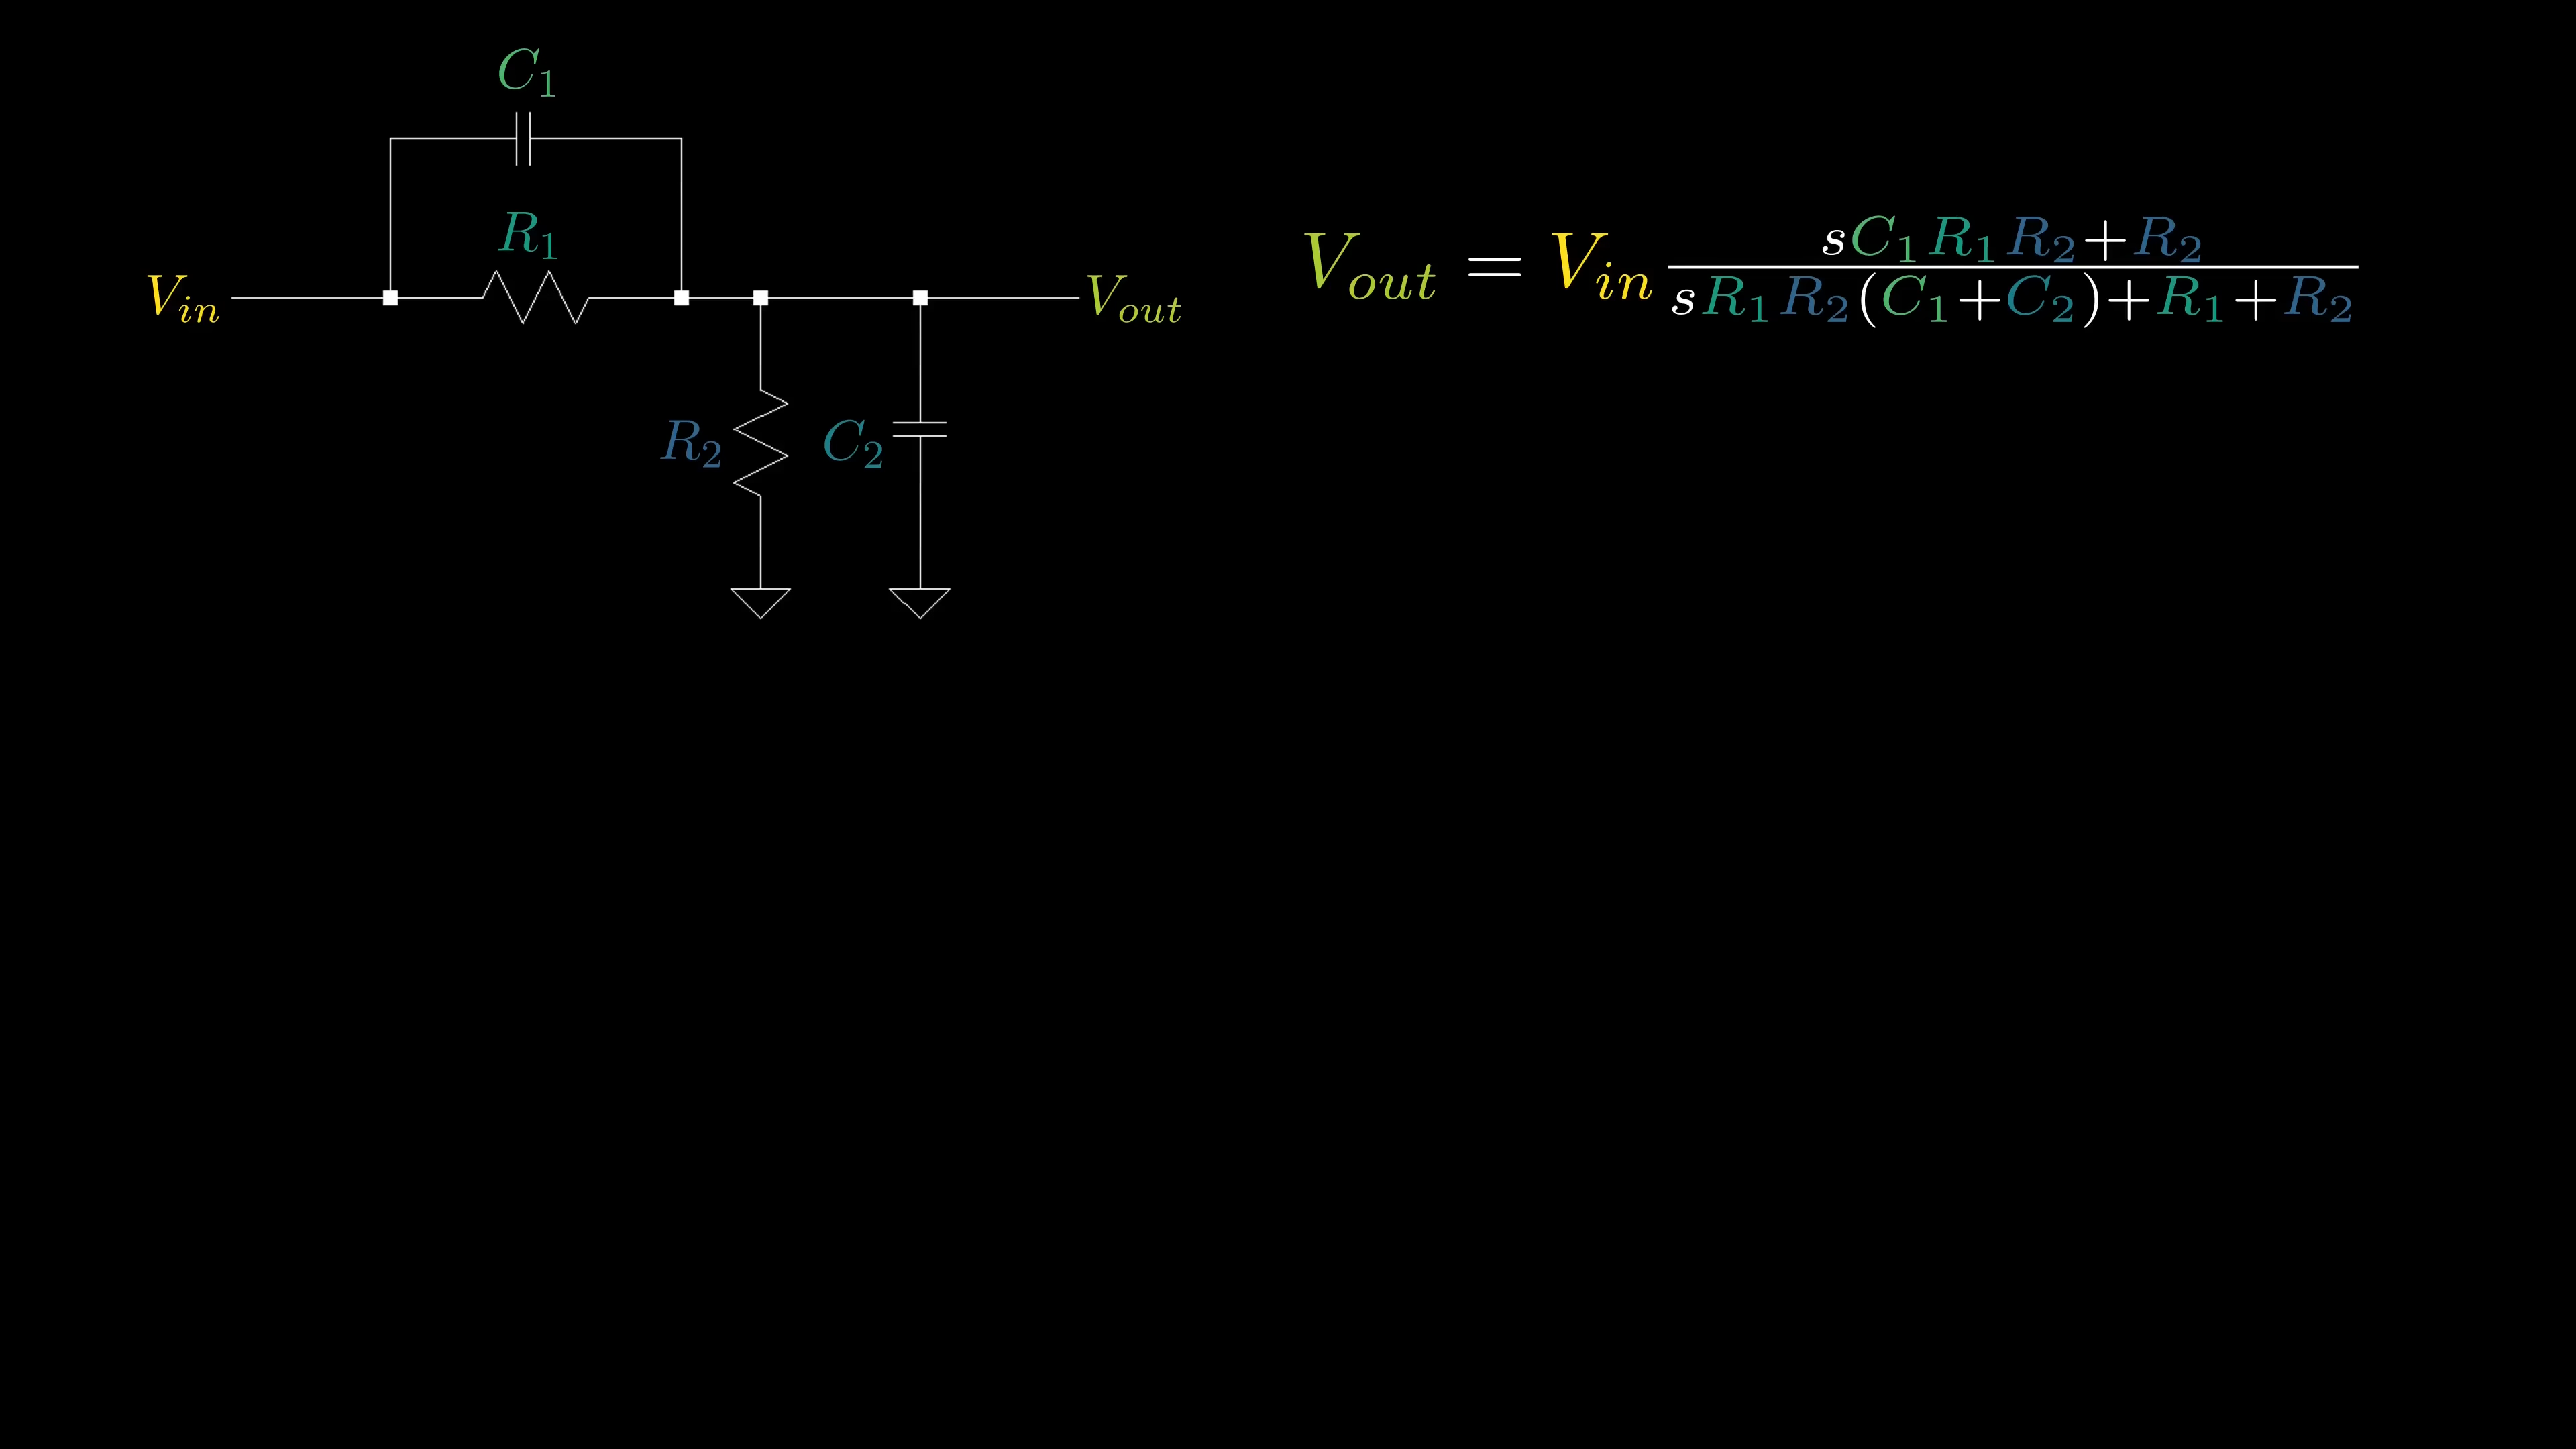 C₁
R₁
V_in
V_out
R₂
C₂
V_out = V_in (sC₁R₁R₂+R₂)/(sR₁R₂(C₁+C₂)+R₁+R₂)